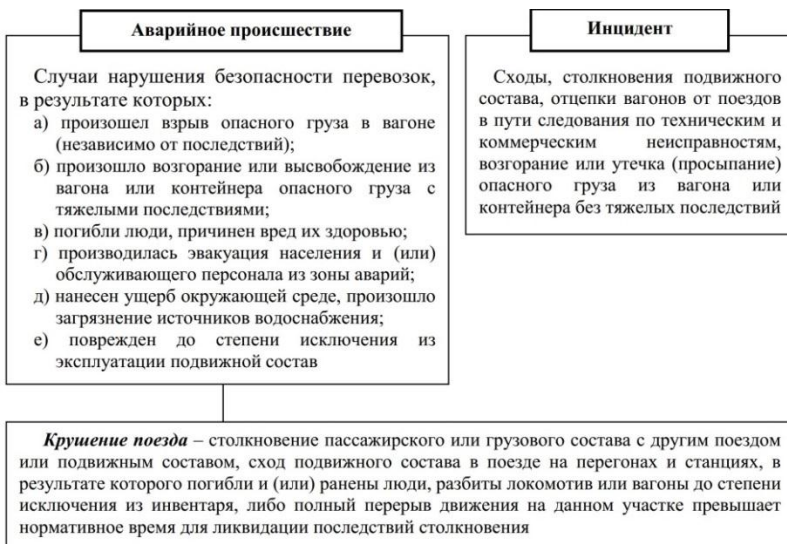 Аварийное происшествие
Случаи нарушения безопасности перевозок,
в результате которых:
а) произошел взрыв опасного груза в вагоне
(независимо от последствий);
б) произошло возгорание или высвобождение из
вагона или контейнера опасного груза с
тяжелыми последствиями;
в) погибли люди, причинен вред их здоровью;
г) производилась эвакуация населения и (или)
обслуживающего персонала из зоны аварий;
д) нанесен ущерб окружающей среде, произошло
загрязнение источников водоснабжения;
е) поврежден до степени исключения из
эксплуатации подвижной состав
Инцидент
Сходы, столкновения подвижного
состава, отцепки вагонов от поездов
в пути следования по техническим и
коммерческим неисправностям,
возгорание или утечка (просыпание)
опасного груза из вагона или
контейнера без тяжелых последствий
Крушение поезда – столкновение пассажирского или грузового состава с другим поездом
или подвижным составом, сход подвижного состава в поезде на перегонах и станциях, в
результате которого погибли и (или) ранены люди, разбиты локомотив или вагоны до степени
исключения из инвентаря, либо полный перерыв движения на данном участке превышает
нормативное время для ликвидации последствий столкновения